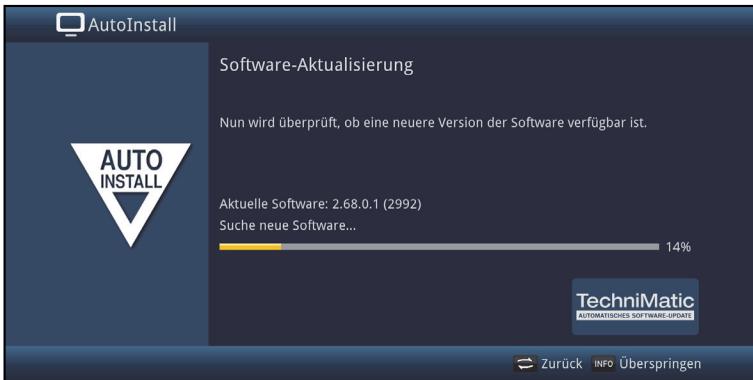 AutoInstall
Software-Aktualisierung
Nun wird überprüft, ob eine neuere Version der Software verfügbar ist.
AUTO
INSTALL
Aktuelle Software: 2.68.0.1 (2992)
Suche neue Software...
14%
TechniMatic
AUTOMATISCHES SOFTWARE-UPDATE
Zurück INFO Überspringen